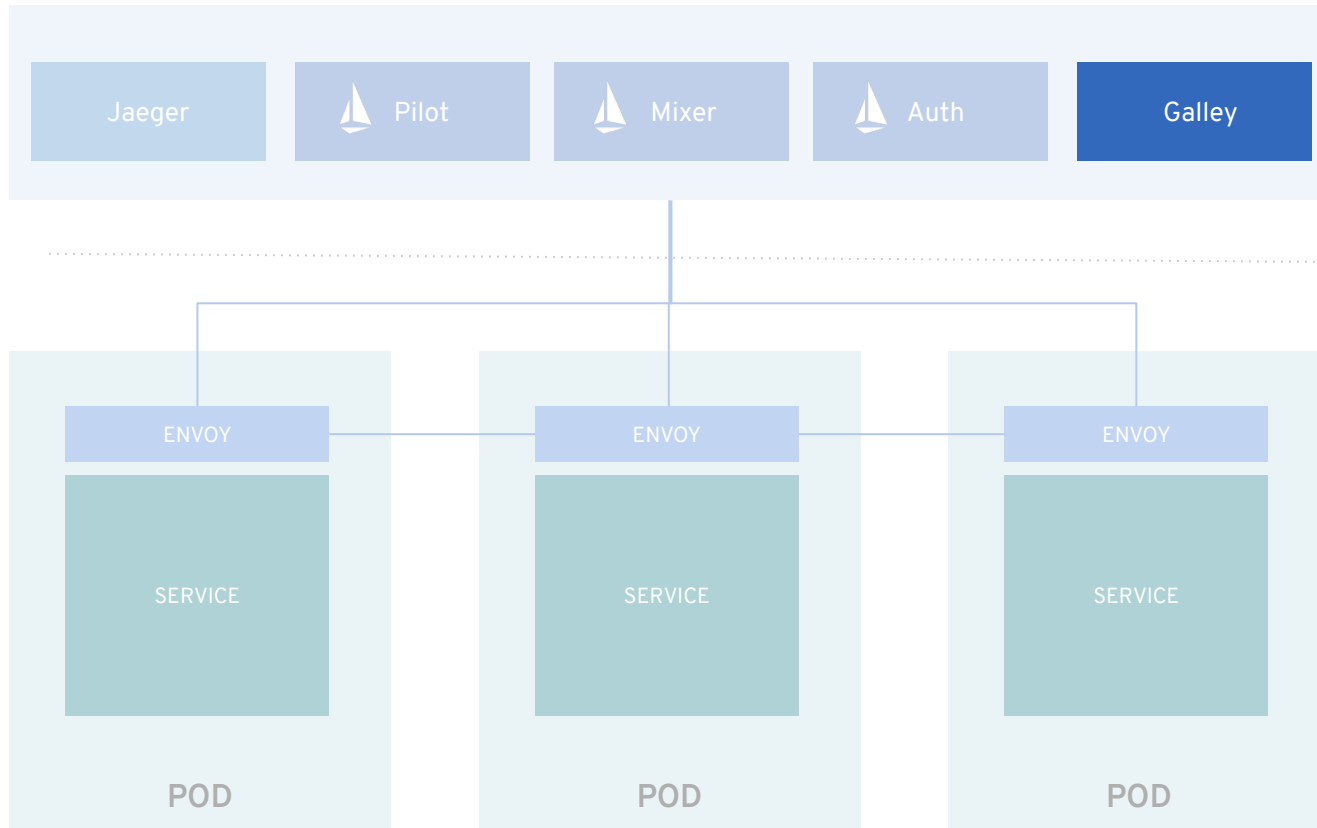 Jaeger
Pilot
Mixer
Auth
Galley
ENVOY
ENVOY
ENVOY
SERVICE
SERVICE
SERVICE
POD
POD
POD